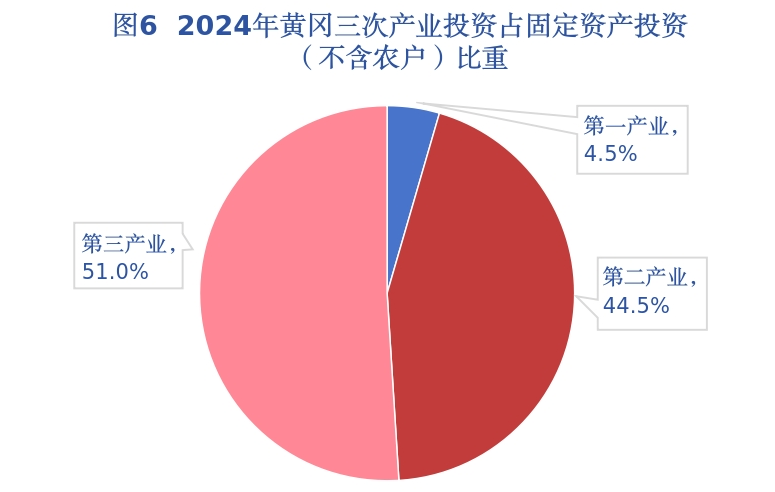 图6 2024年黄冈三次产业投资占固定资产投资
（不含农户）比重
第一产业，
4.5%
第三产业，
51.0%
第二产业，
44.5%